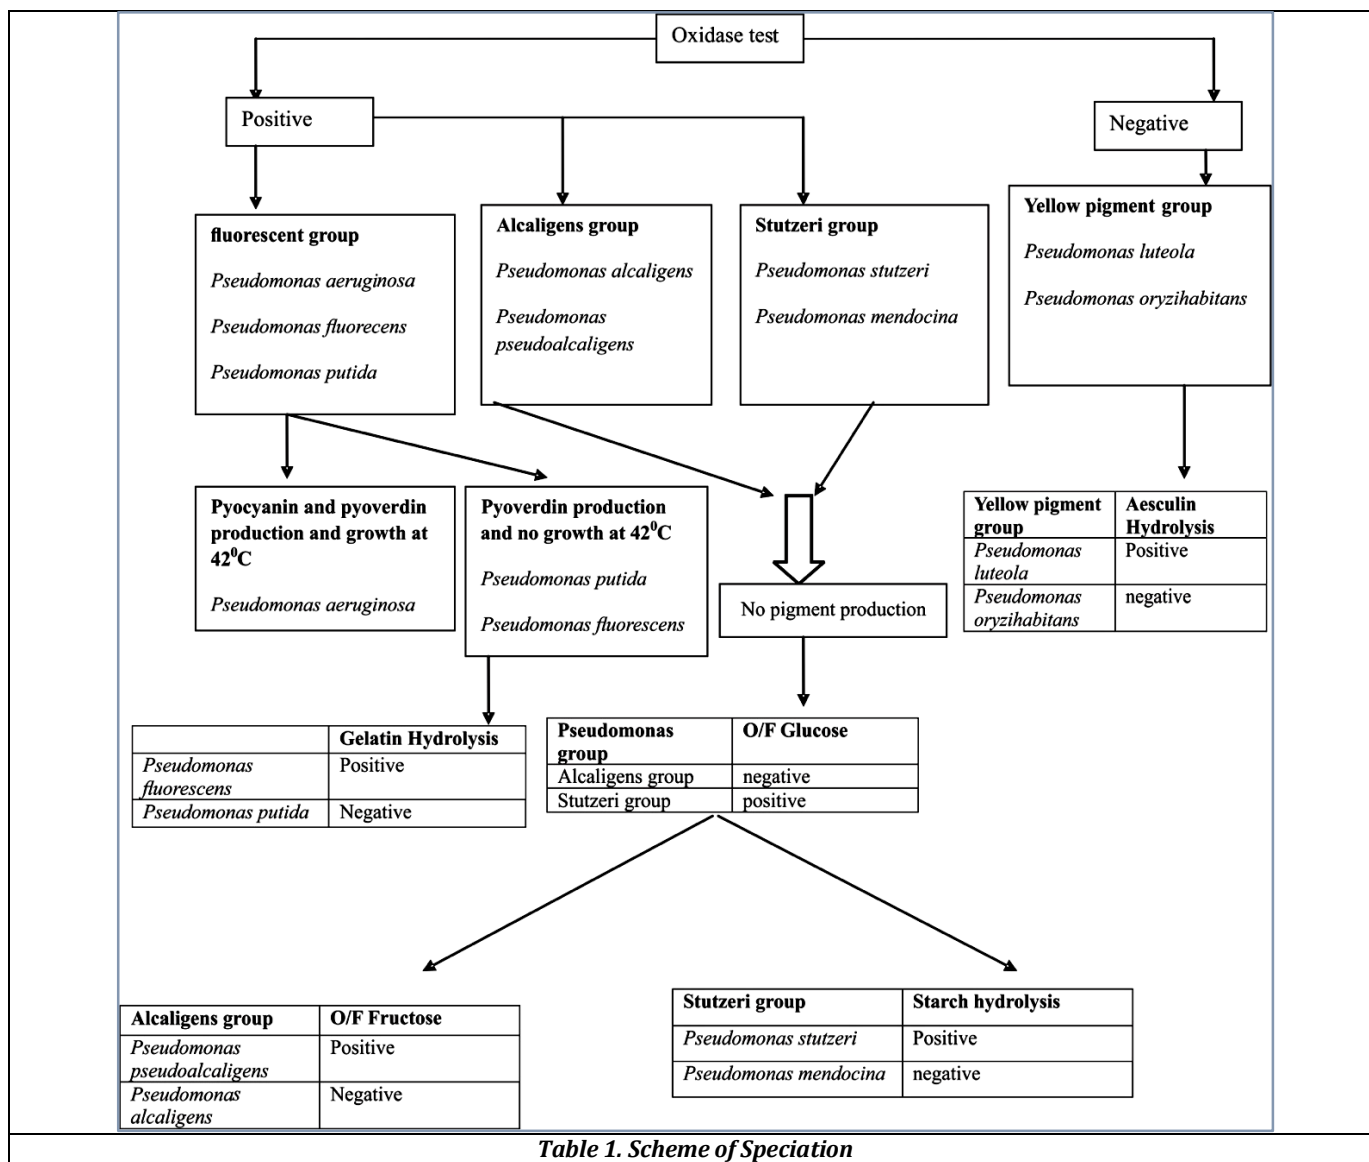 Oxidase test
Positive
Negative
fluorescent group
Pseudomonas aeruginosa
Pseudomonas fluorecens
Pseudomonas putida
Alcaligens group
Pseudomonas alcaligens
Pseudomonas
pseudoalcaligens
Stutzeri group
Pseudomonas stutzeri
Pseudomonas mendocina
Yellow pigment group
Pseudomonas luteola
Pseudomonas oryzihabitans
Pyocyanin and pyoverdin
production and growth at
42⁰C
Pseudomonas aeruginosa
Pyoverdin production
and no growth at 42⁰C
Pseudomonas putida
Pseudomonas fluorescens
No pigment production
Yellow pigment Aesculin
group Hydrolysis
Pseudomonas Positive
luteola
Pseudomonas negative
oryzihabitans
Gelatin Hydrolysis
Pseudomonas Positive
fluorescens
Pseudomonas putida Negative
Pseudomonas O/F Glucose
group
Alcaligens group negative
Stutzeri group positive
Alcaligens group O/F Fructose
Pseudomonas Positive
pseudoalcaligens
Pseudomonas Negative
alcaligens
Stutzeri group Starch hydrolysis
Pseudomonas stutzeri Positive
Pseudomonas mendocina negative
Table 1. Scheme of Speciation